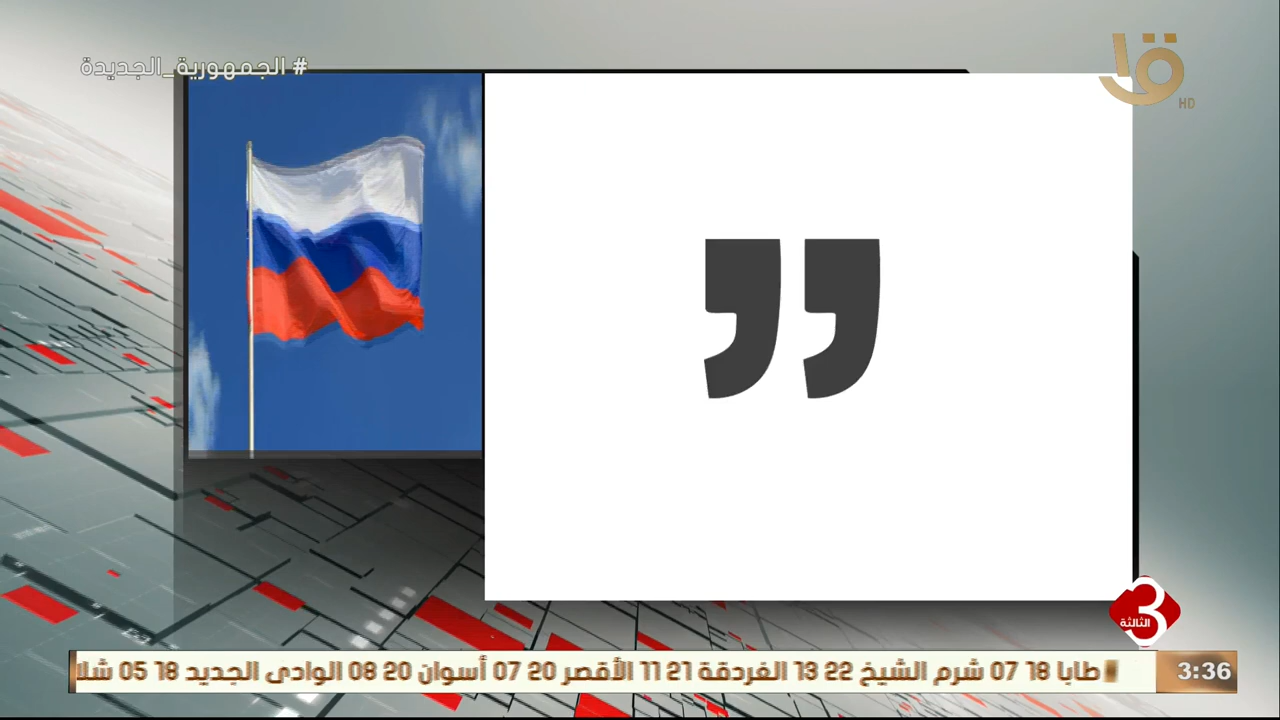 # الجمهورية_الجديدة
HD
”
3
الثالثة
طابا 18 07 شرم الشيخ 22 13 الغردقة 21 11 الأقصر 20 07 أسوان 20 08 الوادى الجديد 18 05 شلا
3:36